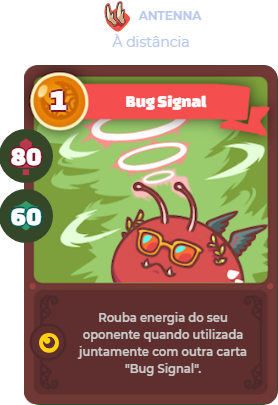 ANTENNA
À distância
1
Bug Signal
80
60
Rouba energia do seu
oponente quando utilizada
juntamente com outra carta
"Bug Signal".